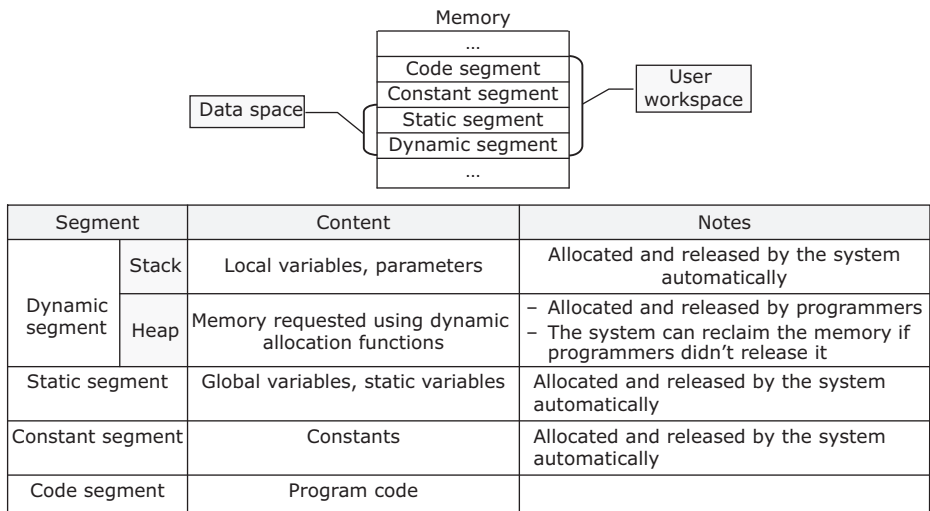 Memory
...
Code segment
Constant segment
Static segment
Dynamic segment
...
Data space
User
workspace
Segment Content Notes
Dynamic
segment
Stack
Local variables, parameters
Allocated and released by the system
automatically
Heap
Memory requested using dynamic
allocation functions
– Allocated and released by programmers
– The system can reclaim the memory if
programmers didn't release it
Static segment
Global variables, static variables
Allocated and released by the system
automatically
Constant segment
Constants
Allocated and released by the system
automatically
Code segment
Program code